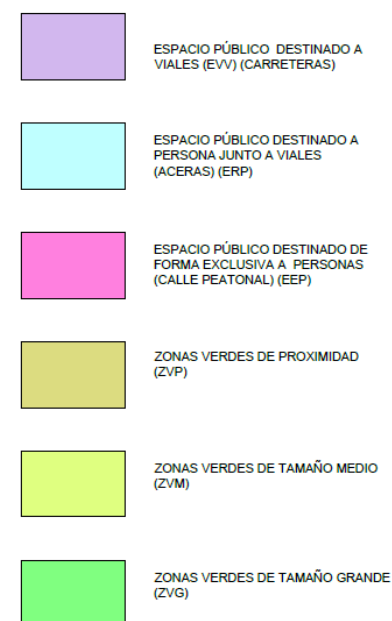 ESPACIO PÚBLICO DESTINADO A
VIALES (EVV) (CARRETERAS)
ESPACIO PÚBLICO DESTINADO A
PERSONA JUNTO A VIALES
(ACERAS) (ERP)
ESPACIO PÚBLICO DESTINADO DE
FORMA EXCLUSIVA A PERSONAS
(CALLE PEATONAL) (EEP)
ZONAS VERDES DE PROXIMIDAD
(ZVP)
ZONAS VERDES DE TAMAÑO MEDIO
(ZVM)
ZONAS VERDES DE TAMAÑO GRANDE
(ZVG)